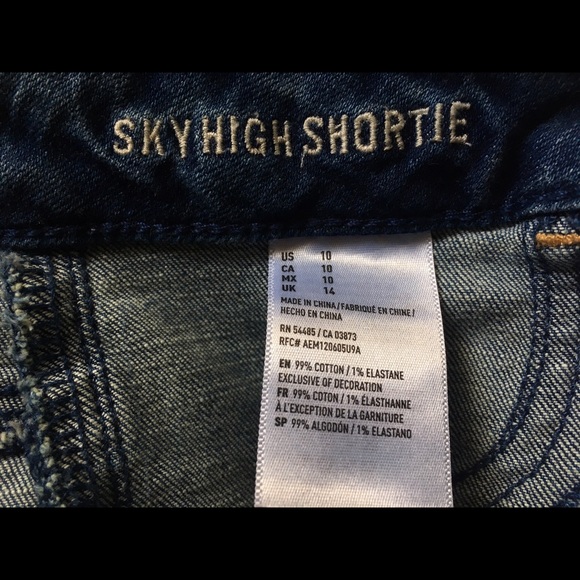 SKY HIGH SHORTIE
US 10
CA 10
MX 10
UK 14
MADE IN CHINA / FABRIQUÉ EN CHINE /
HECHO EN CHINA
RN 54485 / CA 03873
RFC# AEM120605U9A
EN 99% COTTON / 1% ELASTANE
EXCLUSIVE OF DECORATION
FR 99% COTON / 1% ÉLASTHANNE
À L'EXCEPTION DE LA GARNITURE
SP 99% ALGODÓN / 1% ELASTANO